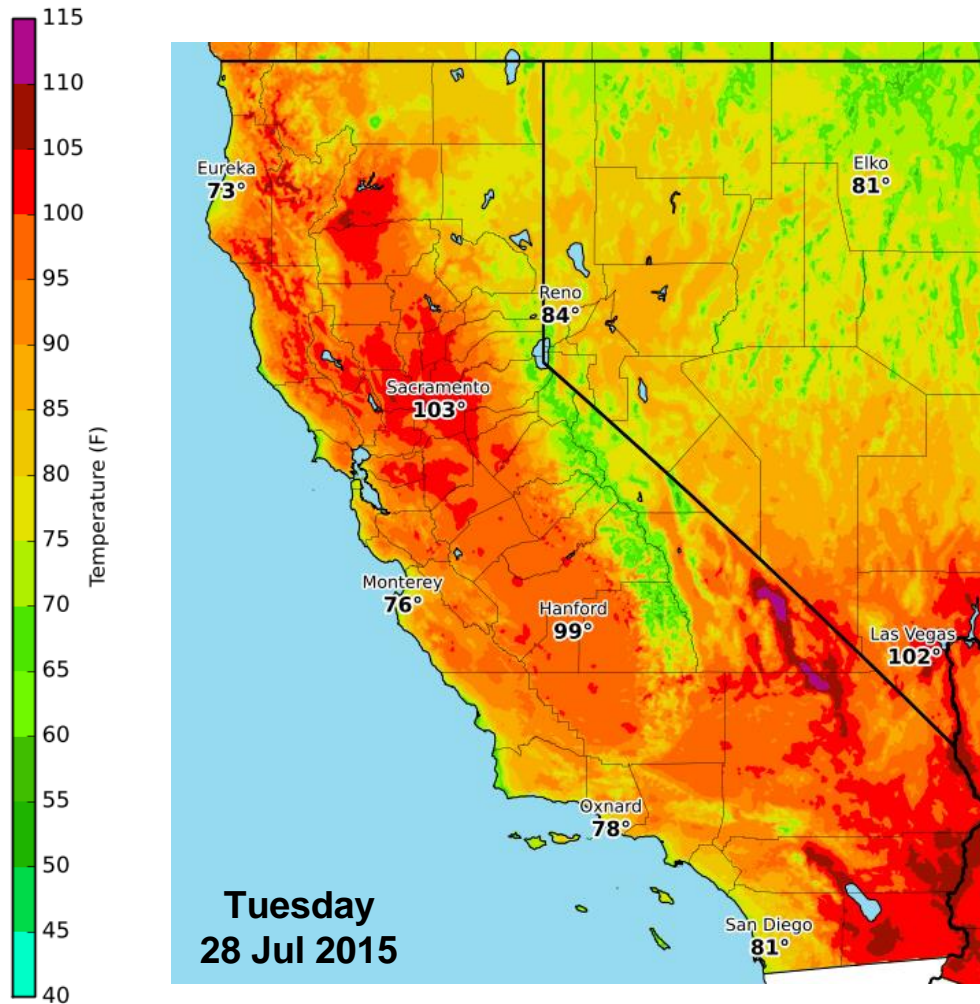 115
110
105
100
95
90
85
80
75
70
65
60
55
50
45
40
Temperature (F)
Eureka
73°
Elko
81°
Reno
84°
Sacramento
103°
Monterey
76°
Hanford
99°
Las Vegas
102°
Oxnard
78°
San Diego
81°
Tuesday
28 Jul 2015